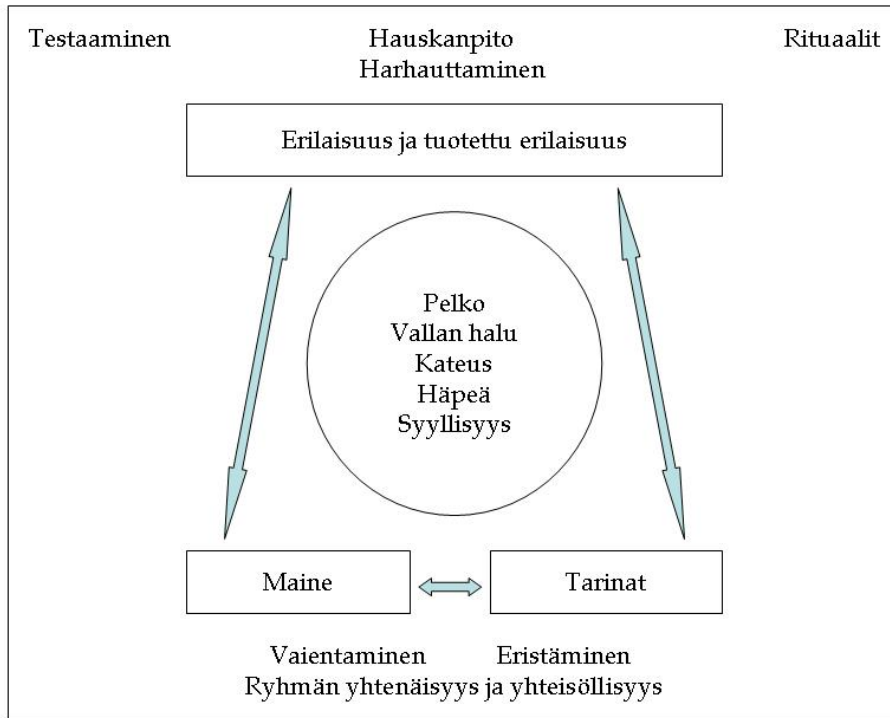 Testaaminen Hauskanpito Rituaalit
Harhauttaminen
Erilaisuus ja tuotettu erilaisuus
Pelko
Vallan halu
Kateus
Häpeä
Syyllisyys
Maine Tarinat
Vaientaminen Eristäminen
Ryhmän yhtenäisyys ja yhteisöllisyys